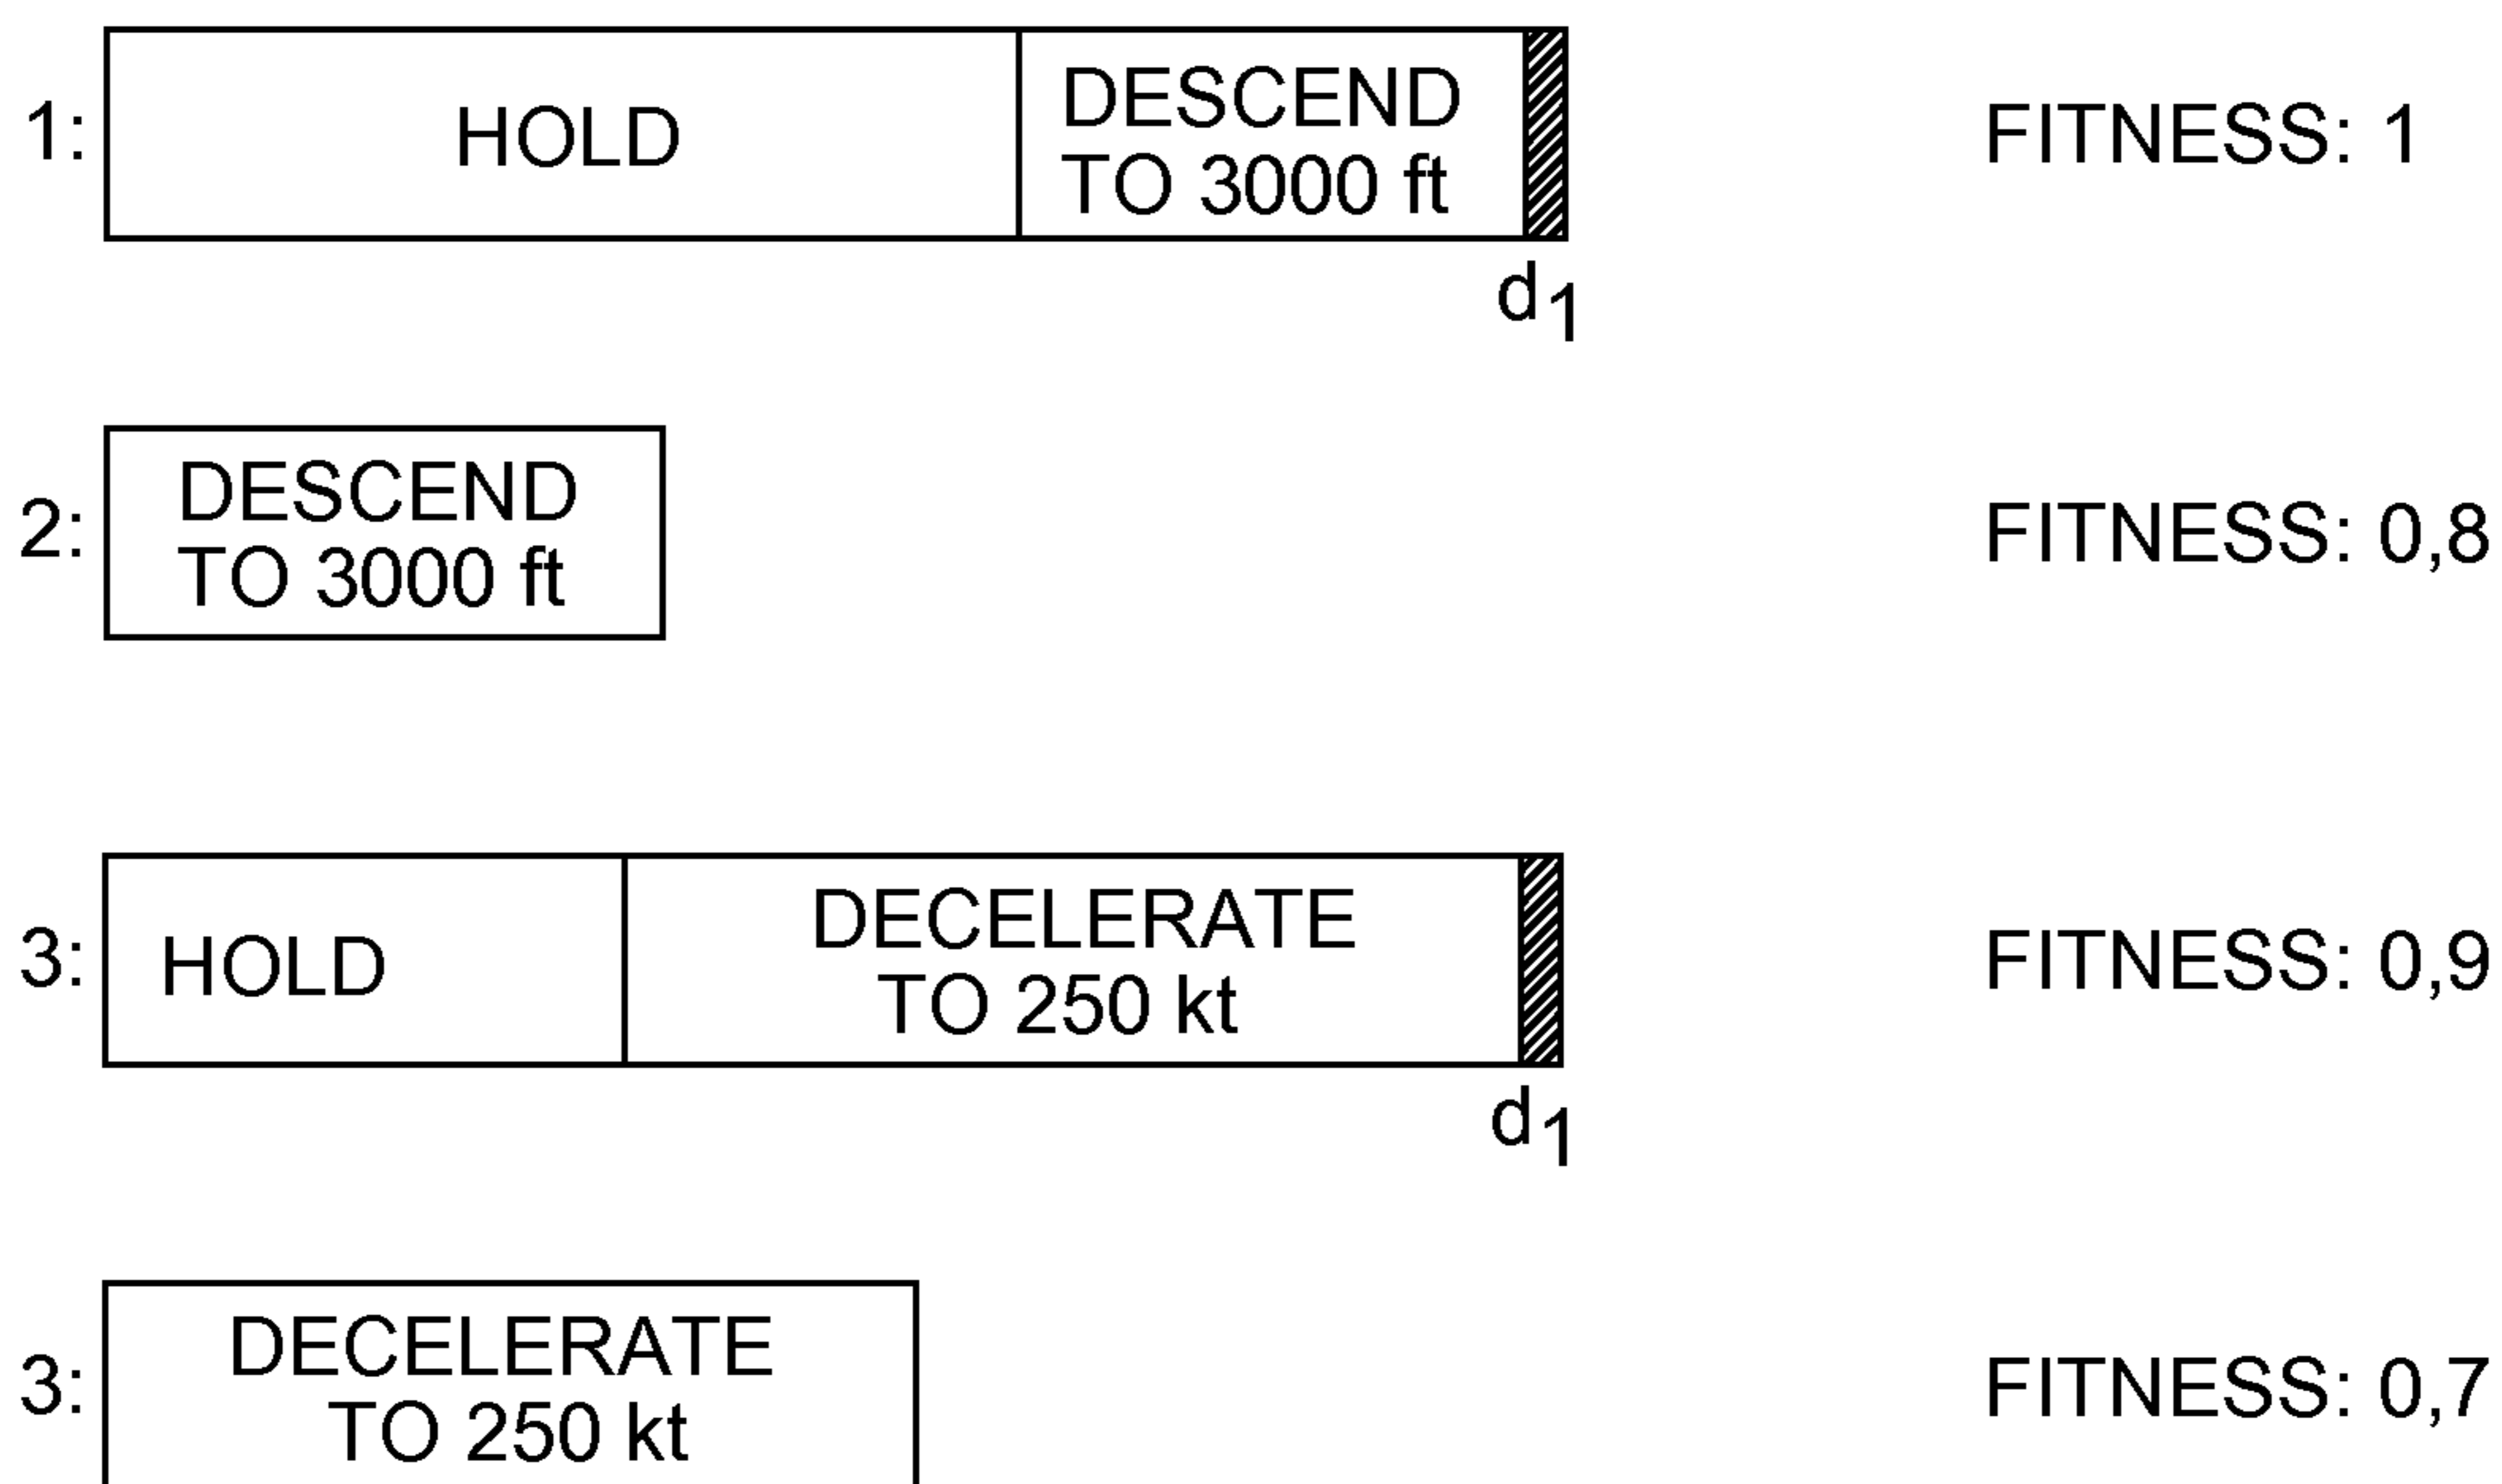 1:
HOLD
DESCEND
TO 3000 ft
FITNESS: 1
d1
2:
DESCEND
TO 3000 ft
FITNESS: 0,8
3:
HOLD
DECELERATE
TO 250 kt
FITNESS: 0,9
d1
3:
DECELERATE
TO 250 kt
FITNESS: 0,7